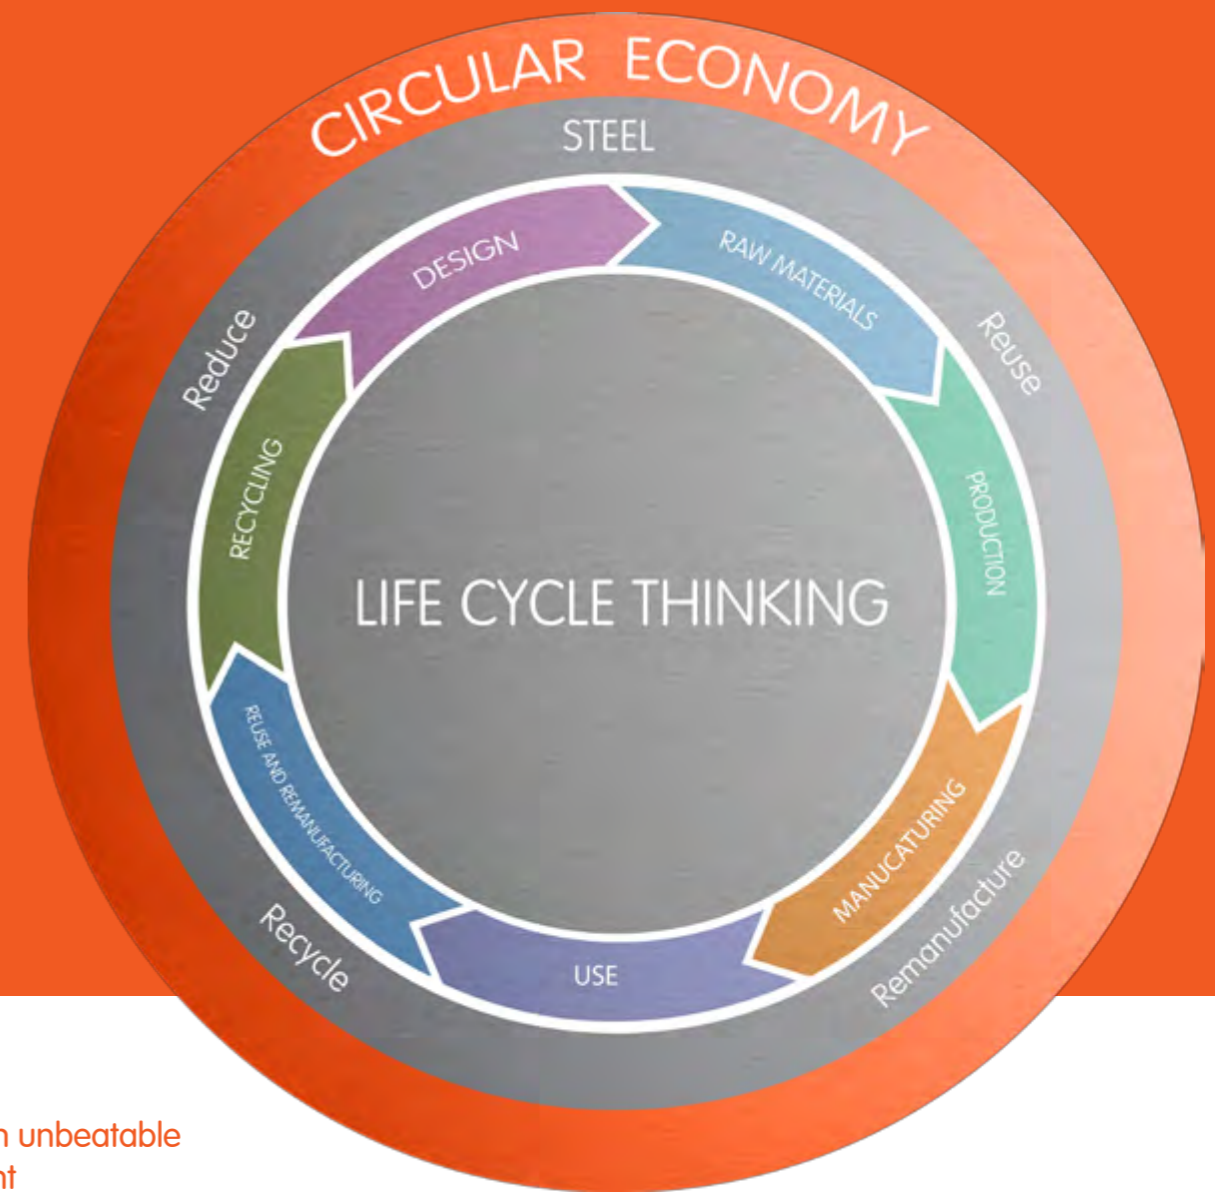 CIRCULAR ECONOMY
STEEL
DESIGN
RAW MATERIALS
Reduce
Reuse
RECYCLING
PRODUCTION
LIFE CYCLE THINKING
REUSE AND REMANUFACTURING
MANUCATURING
Recycle
USE
Remanufacture
unbeatable